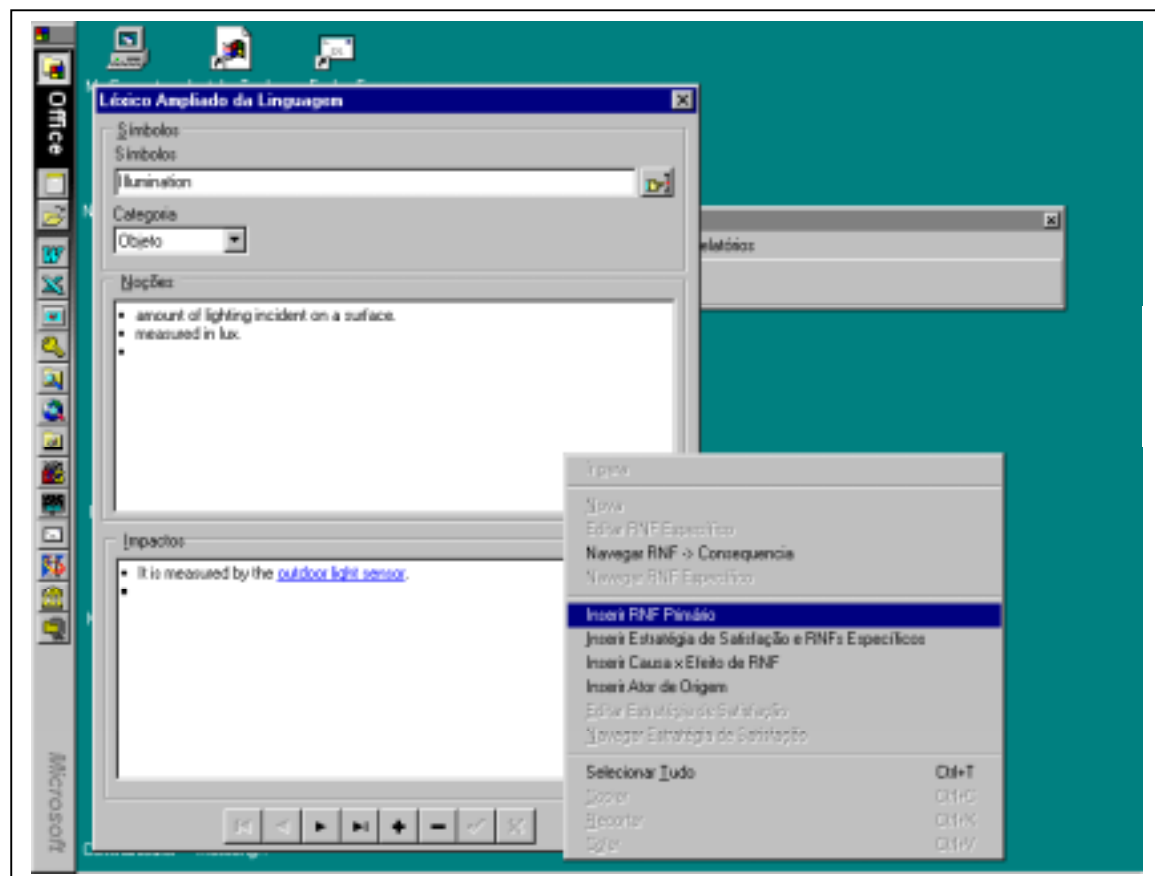 Office
Microsoft
Léxico Ampliado da Linguagem
Símbolos
Símbolos
Illumination
Categoria
Objeto
elatórios
Noções
• amount of lighting incident on a surface.
• measured in lux.
•
Impactos
• It is measured by the outdoor light sensor.
•
Nova
Editar RNF Específico
Navegar RNF -> Consequencia
Navegar RNF Específico
Inserir RNF Primário
Inserir Estratégia de Satisfação e RNFs Específicos
Inserir Causa x Efeito de RNF
Inserir Ator de Origem
Editar Estratégia de Satisfação
Navegar Estratégia de Satisfação
Selecionar Tudo Ctrl+T
Copiar Ctrl+C
Recortar Ctrl+X
Ctrl+V